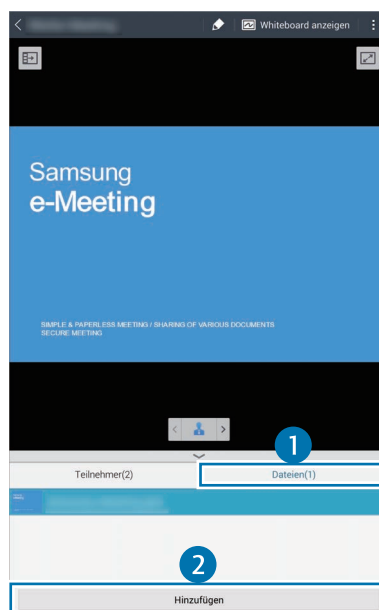 Whiteboard anzeigen
Samsung
e-Meeting
SIMPLE & PAPERLESS MEETING / SHARING OF VARIOUS DOCUMENTS
SECURE MEETING
1
Teilnehmer(2)
Dateien(1)
2
Hinzufügen